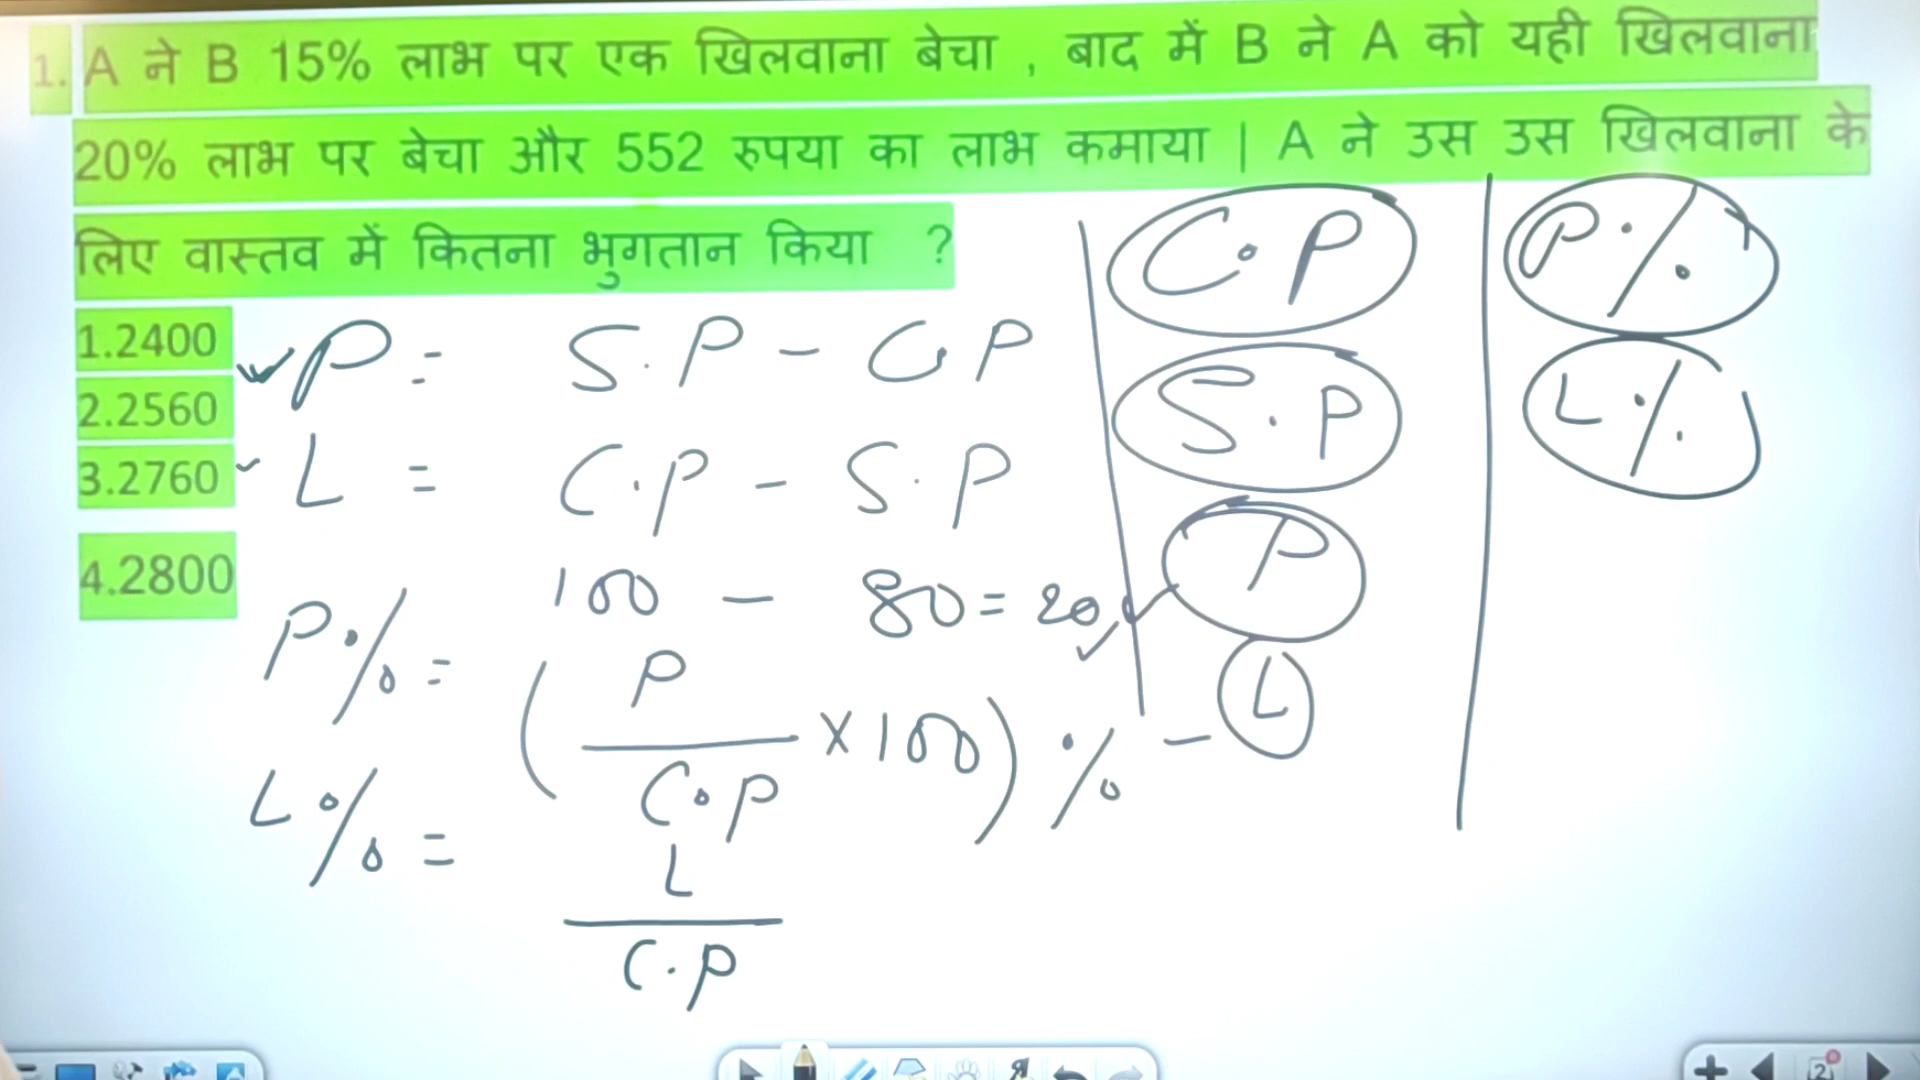 1. A ने B 15% लाभ पर एक खिलवाना बेचा , बाद में B ने A को यही खिलवाना
20% लाभ पर बेचा और 552 रुपया का लाभ कमाया | A ने उस उस खिलवाना के
लिए वास्तव में कितना भुगतान किया ?
1.2400
2.2560
3.2760
4.2800
P = S.P - C.P
L = C.P - S.P
100 - 80 = 20
P% = (P/C.P × 100) %
L% = L/C.P
C.P
S.P
P
L
P%
L%
2